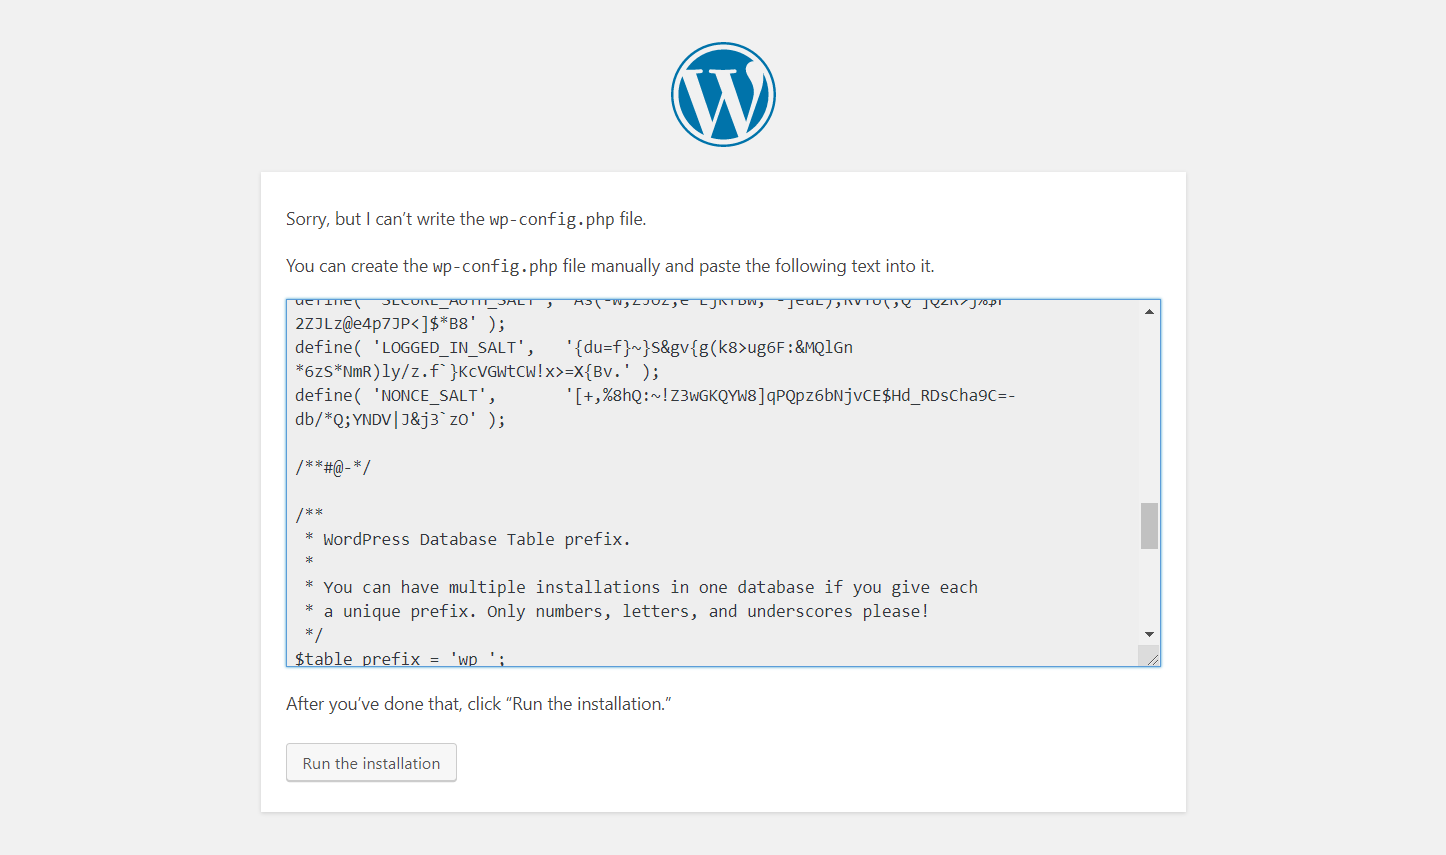 Sorry, but I can’t write the wp-config.php file.
You can create the wp-config.php file manually and paste the following text into it.
2ZJLz@e4p7JP<]$*B8' );
define( 'LOGGED_IN_SALT',   '{du=f}~}S&gv{g(k8>ug6F:&MQlGn
*6zS*NmR)ly/z.f`}KcVGWtCW!x>=X{Bv.' );
define( 'NONCE_SALT',       '[+,%8hQ:~!Z3wGKQYW8]qPQpz6bNjvCE$Hd_RDsCha9C=-
db/*Q;YNDV|J&j3`zO' );
/**#@-*/
/**
 * WordPress Database Table prefix.
 *
 * You can have multiple installations in one database if you give each
 * a unique prefix. Only numbers, letters, and underscores please!
 */
$table_prefix = 'wp_';
After you’ve done that, click “Run the installation.”
Run the installation